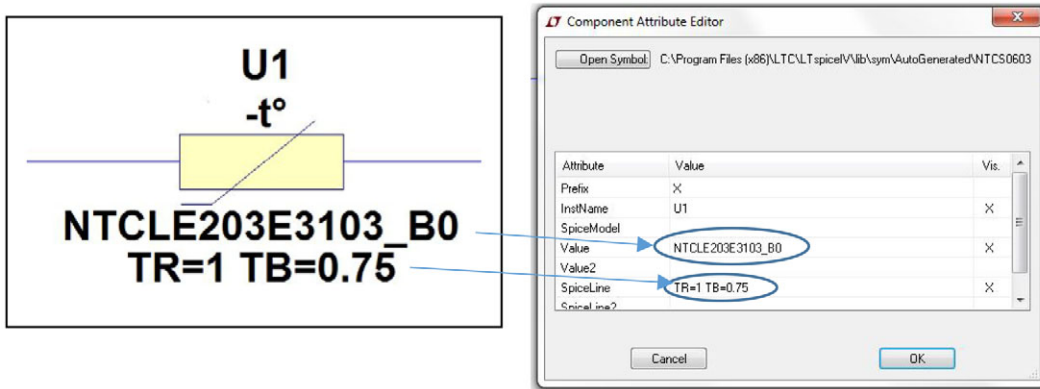 U1
-t°
NTCLE203E3103_B0
TR=1 TB=0.75
Component Attribute Editor
Open Symbol: C:\Program Files (x86)\LTC\LTspiceIV\lib\sym\AutoGenerated\NTCS0603
Attribute Value Vis.
Prefix X
InstName U1 X
SpiceModel
Value NTCLE203E3103_B0 X
Value2
SpiceLine TR=1 TB=0.75 X
SpiceLine2
Cancel OK